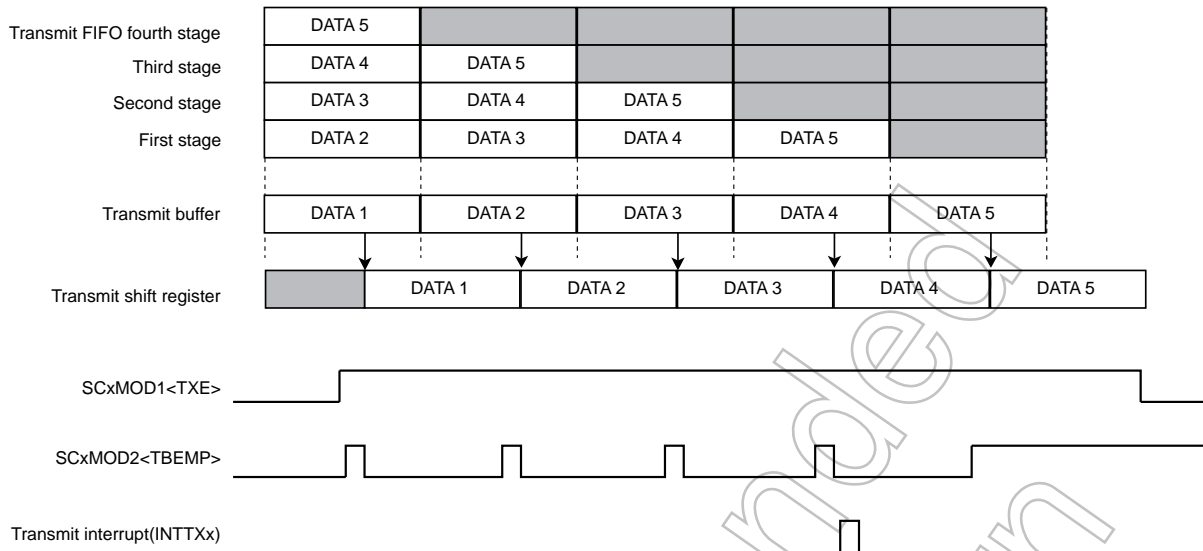 Transmit FIFO fourth stage DATA 5
Third stage DATA 4 DATA 5
Second stage DATA 3 DATA 4 DATA 5
First stage DATA 2 DATA 3 DATA 4 DATA 5
Transmit buffer DATA 1 DATA 2 DATA 3 DATA 4 DATA 5
Transmit shift register DATA 1 DATA 2 DATA 3 DATA 4 DATA 5
SCxMOD1<TXE>
SCxMOD2<TBEMP>
Transmit interrupt(INTTXx)